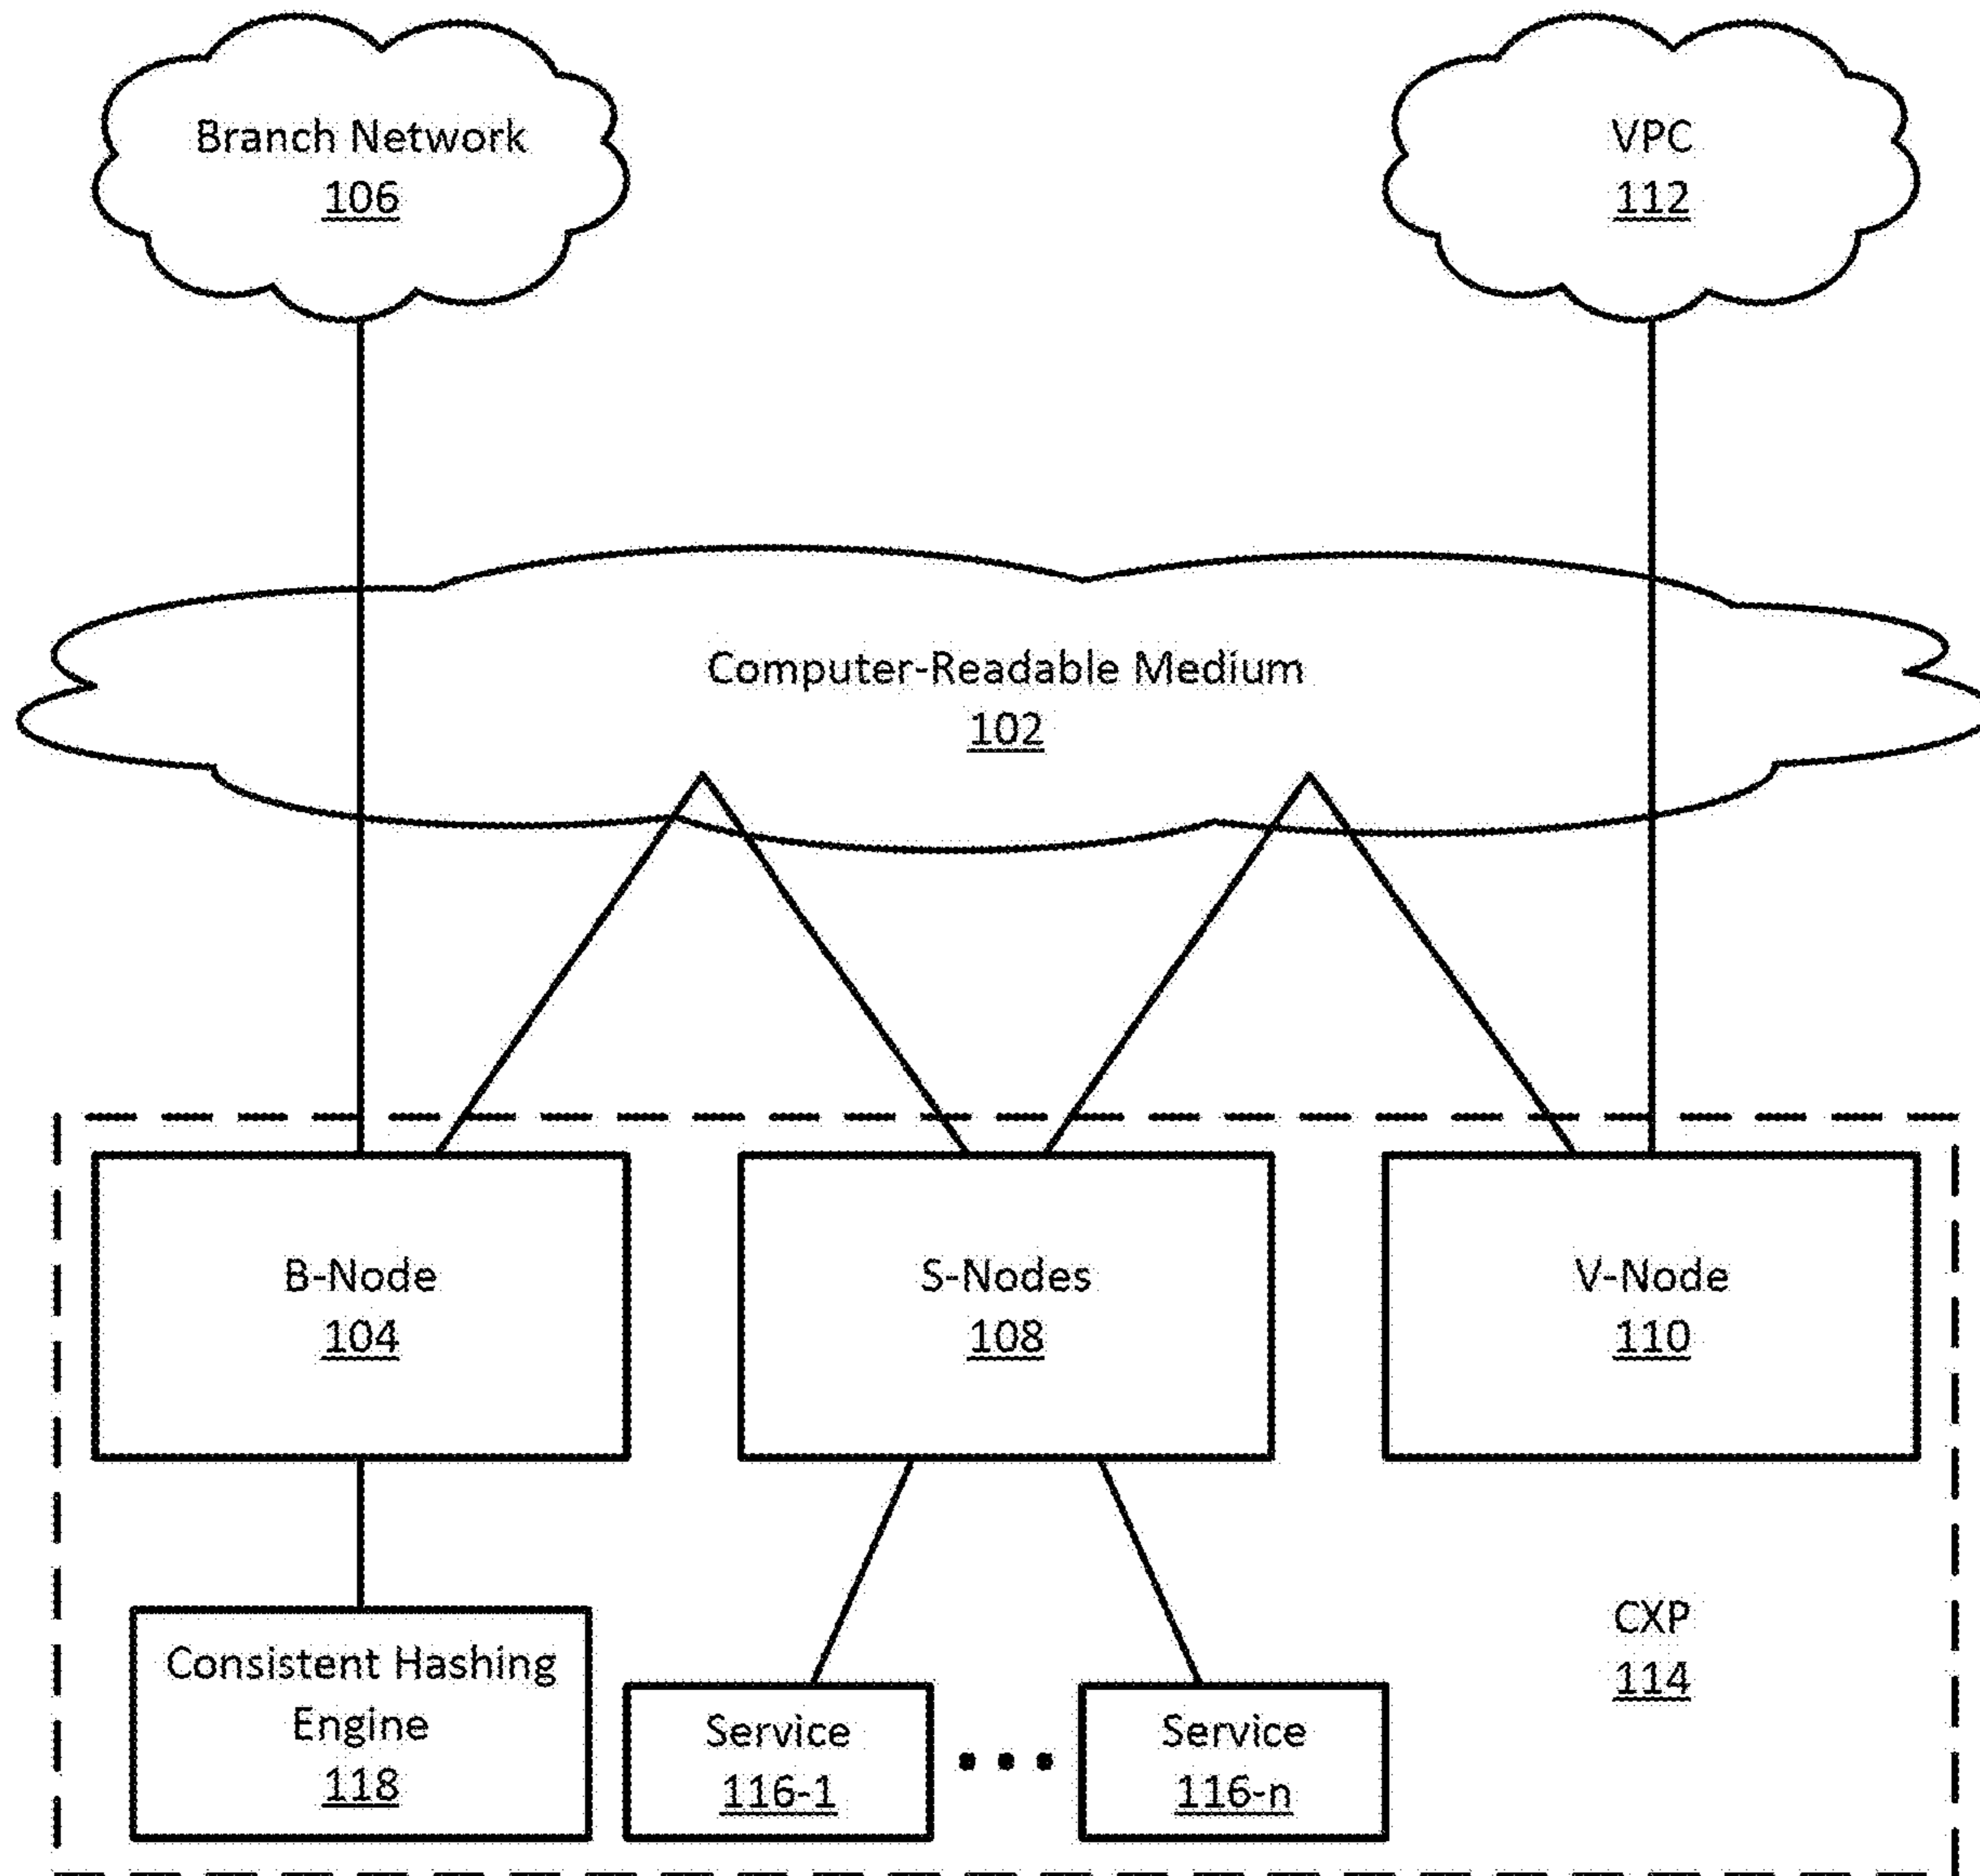 Branch Network
106
VPC
112
Computer-Readable Medium
102
B-Node
104
S-Nodes
108
V-Node
110
Consistent Hashing
Engine
118
Service
116-1
Service
116-n
CXP
114